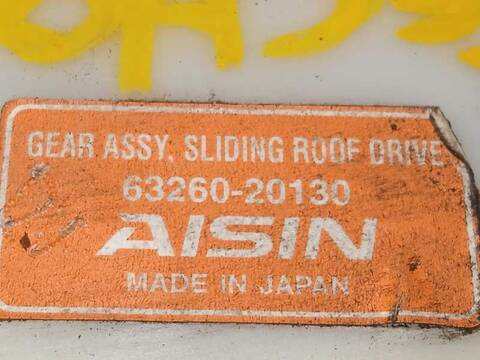 GEAR ASSY, SLIDING ROOF DRIVE
63260-20130
AISIN
MADE IN JAPAN